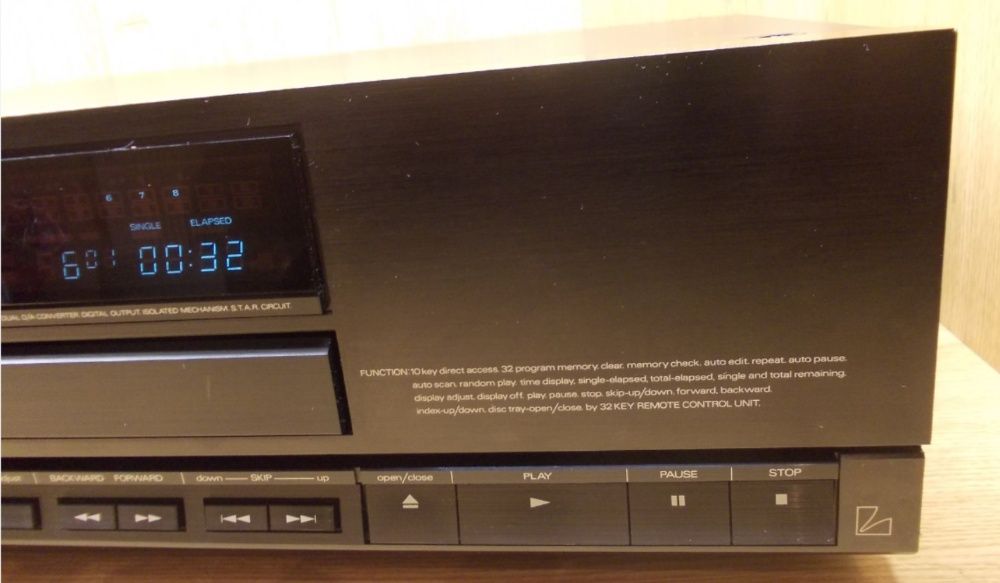 6 7 8
SINGLE ELAPSED
6 01 00:32
DUAL D/A CONVERTER. DIGITAL OUTPUT. ISOLATED MECHANISM. S.T.A.R. CIRCUIT.
FUNCTION: 10 key direct access. 32 program memory. clear. memory check. auto edit. repeat. auto pause.
auto scan. random play. time display, single-elapsed, total-elapsed, single and total remaining.
display adjust. display off. play. pause. stop. skip-up/down. forward, backward.
index-up/down. disc tray-open/close. by 32 KEY REMOTE CONTROL UNIT.
BACKWARD FORWARD down SKIP up open/close PLAY PAUSE STOP